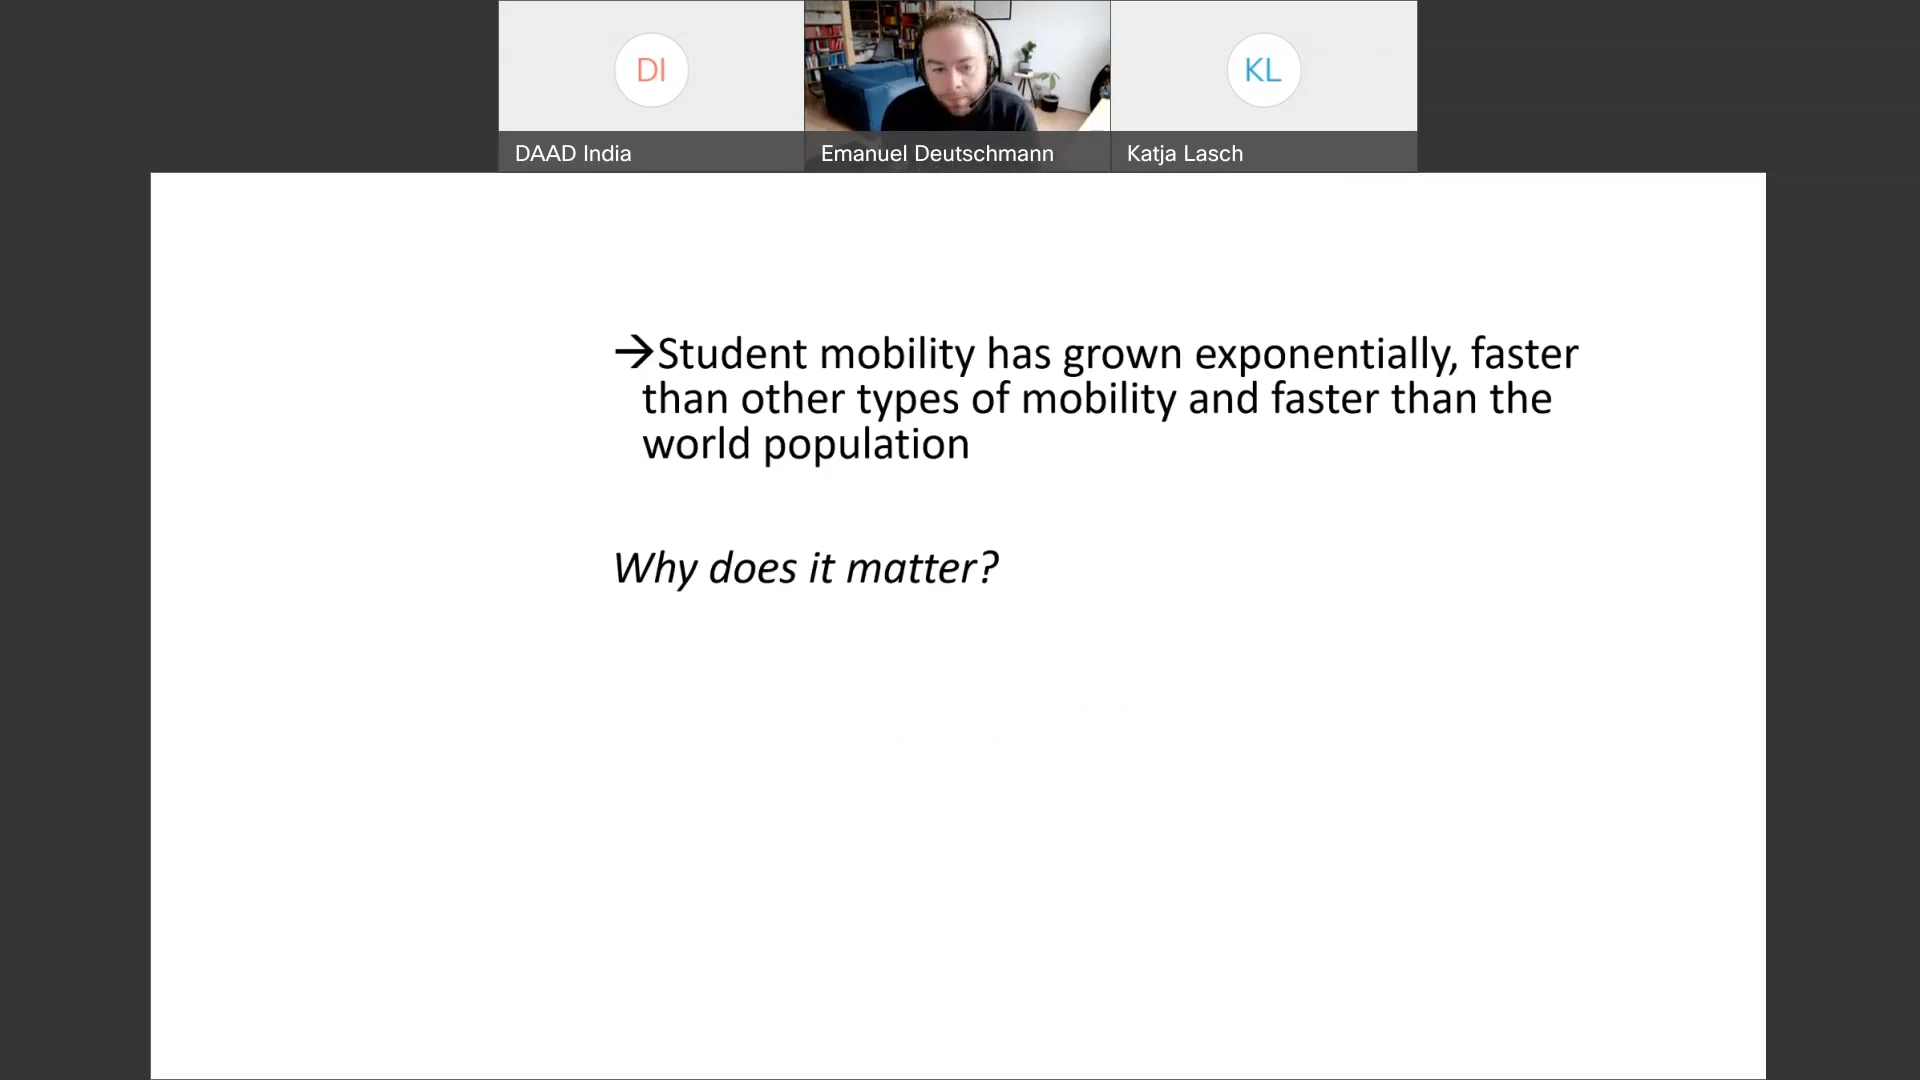 DI
KL
DAAD India
Emanuel Deutschmann
Katja Lasch
→Student mobility has grown exponentially, faster
than other types of mobility and faster than the
world population
Why does it matter?